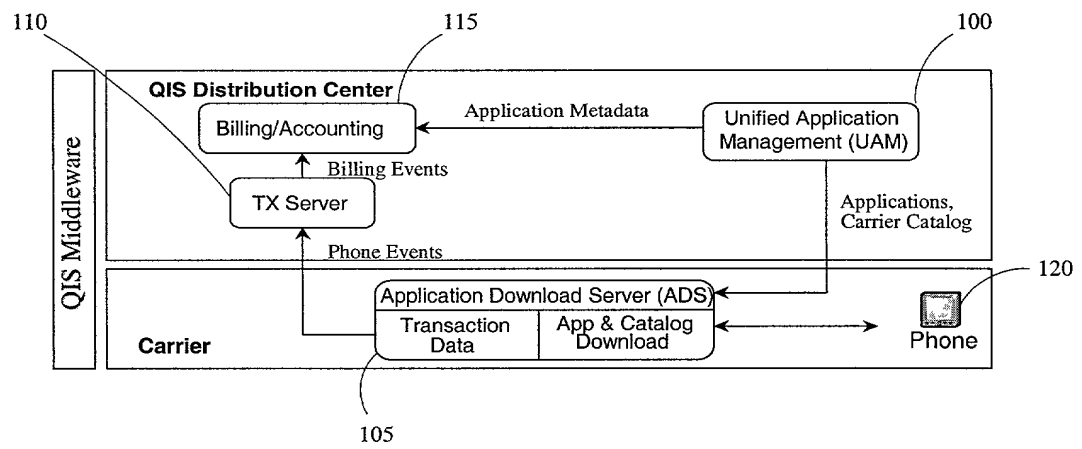 110
115
100
QIS Middleware
QIS Distribution Center
Billing/Accounting
Application Metadata
Unified Application
Management (UAM)
Billing Events
TX Server
Applications,
Carrier Catalog
Phone Events
Application Download Server (ADS)
Transaction
Data
App & Catalog
Download
120
Phone
Carrier
105